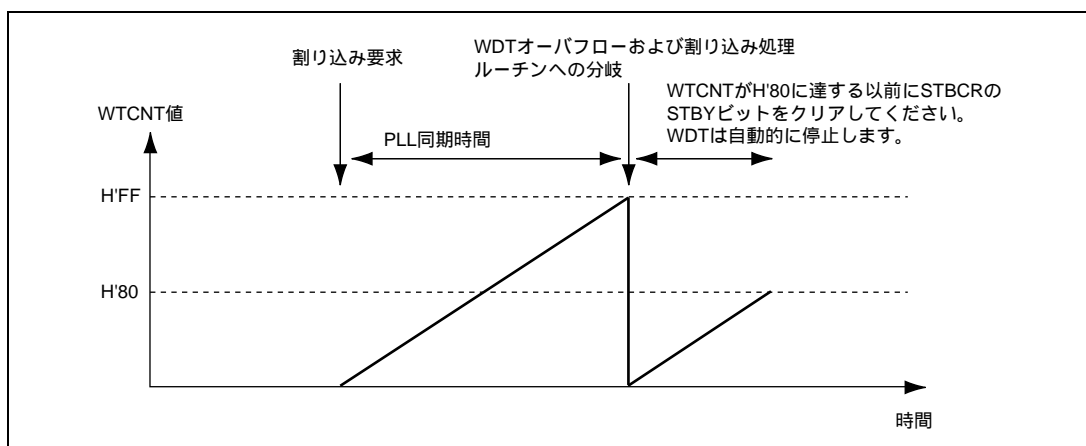 割り込み要求
WDTオーバフローおよび割り込み処理
ルーチンへの分岐
WTCNTがH'80に達する以前にSTBCRの
STBYビットをクリアしてください。
WDTは自動的に停止します。
WTCNT値
PLL同期時間
H'FF
H'80
時間